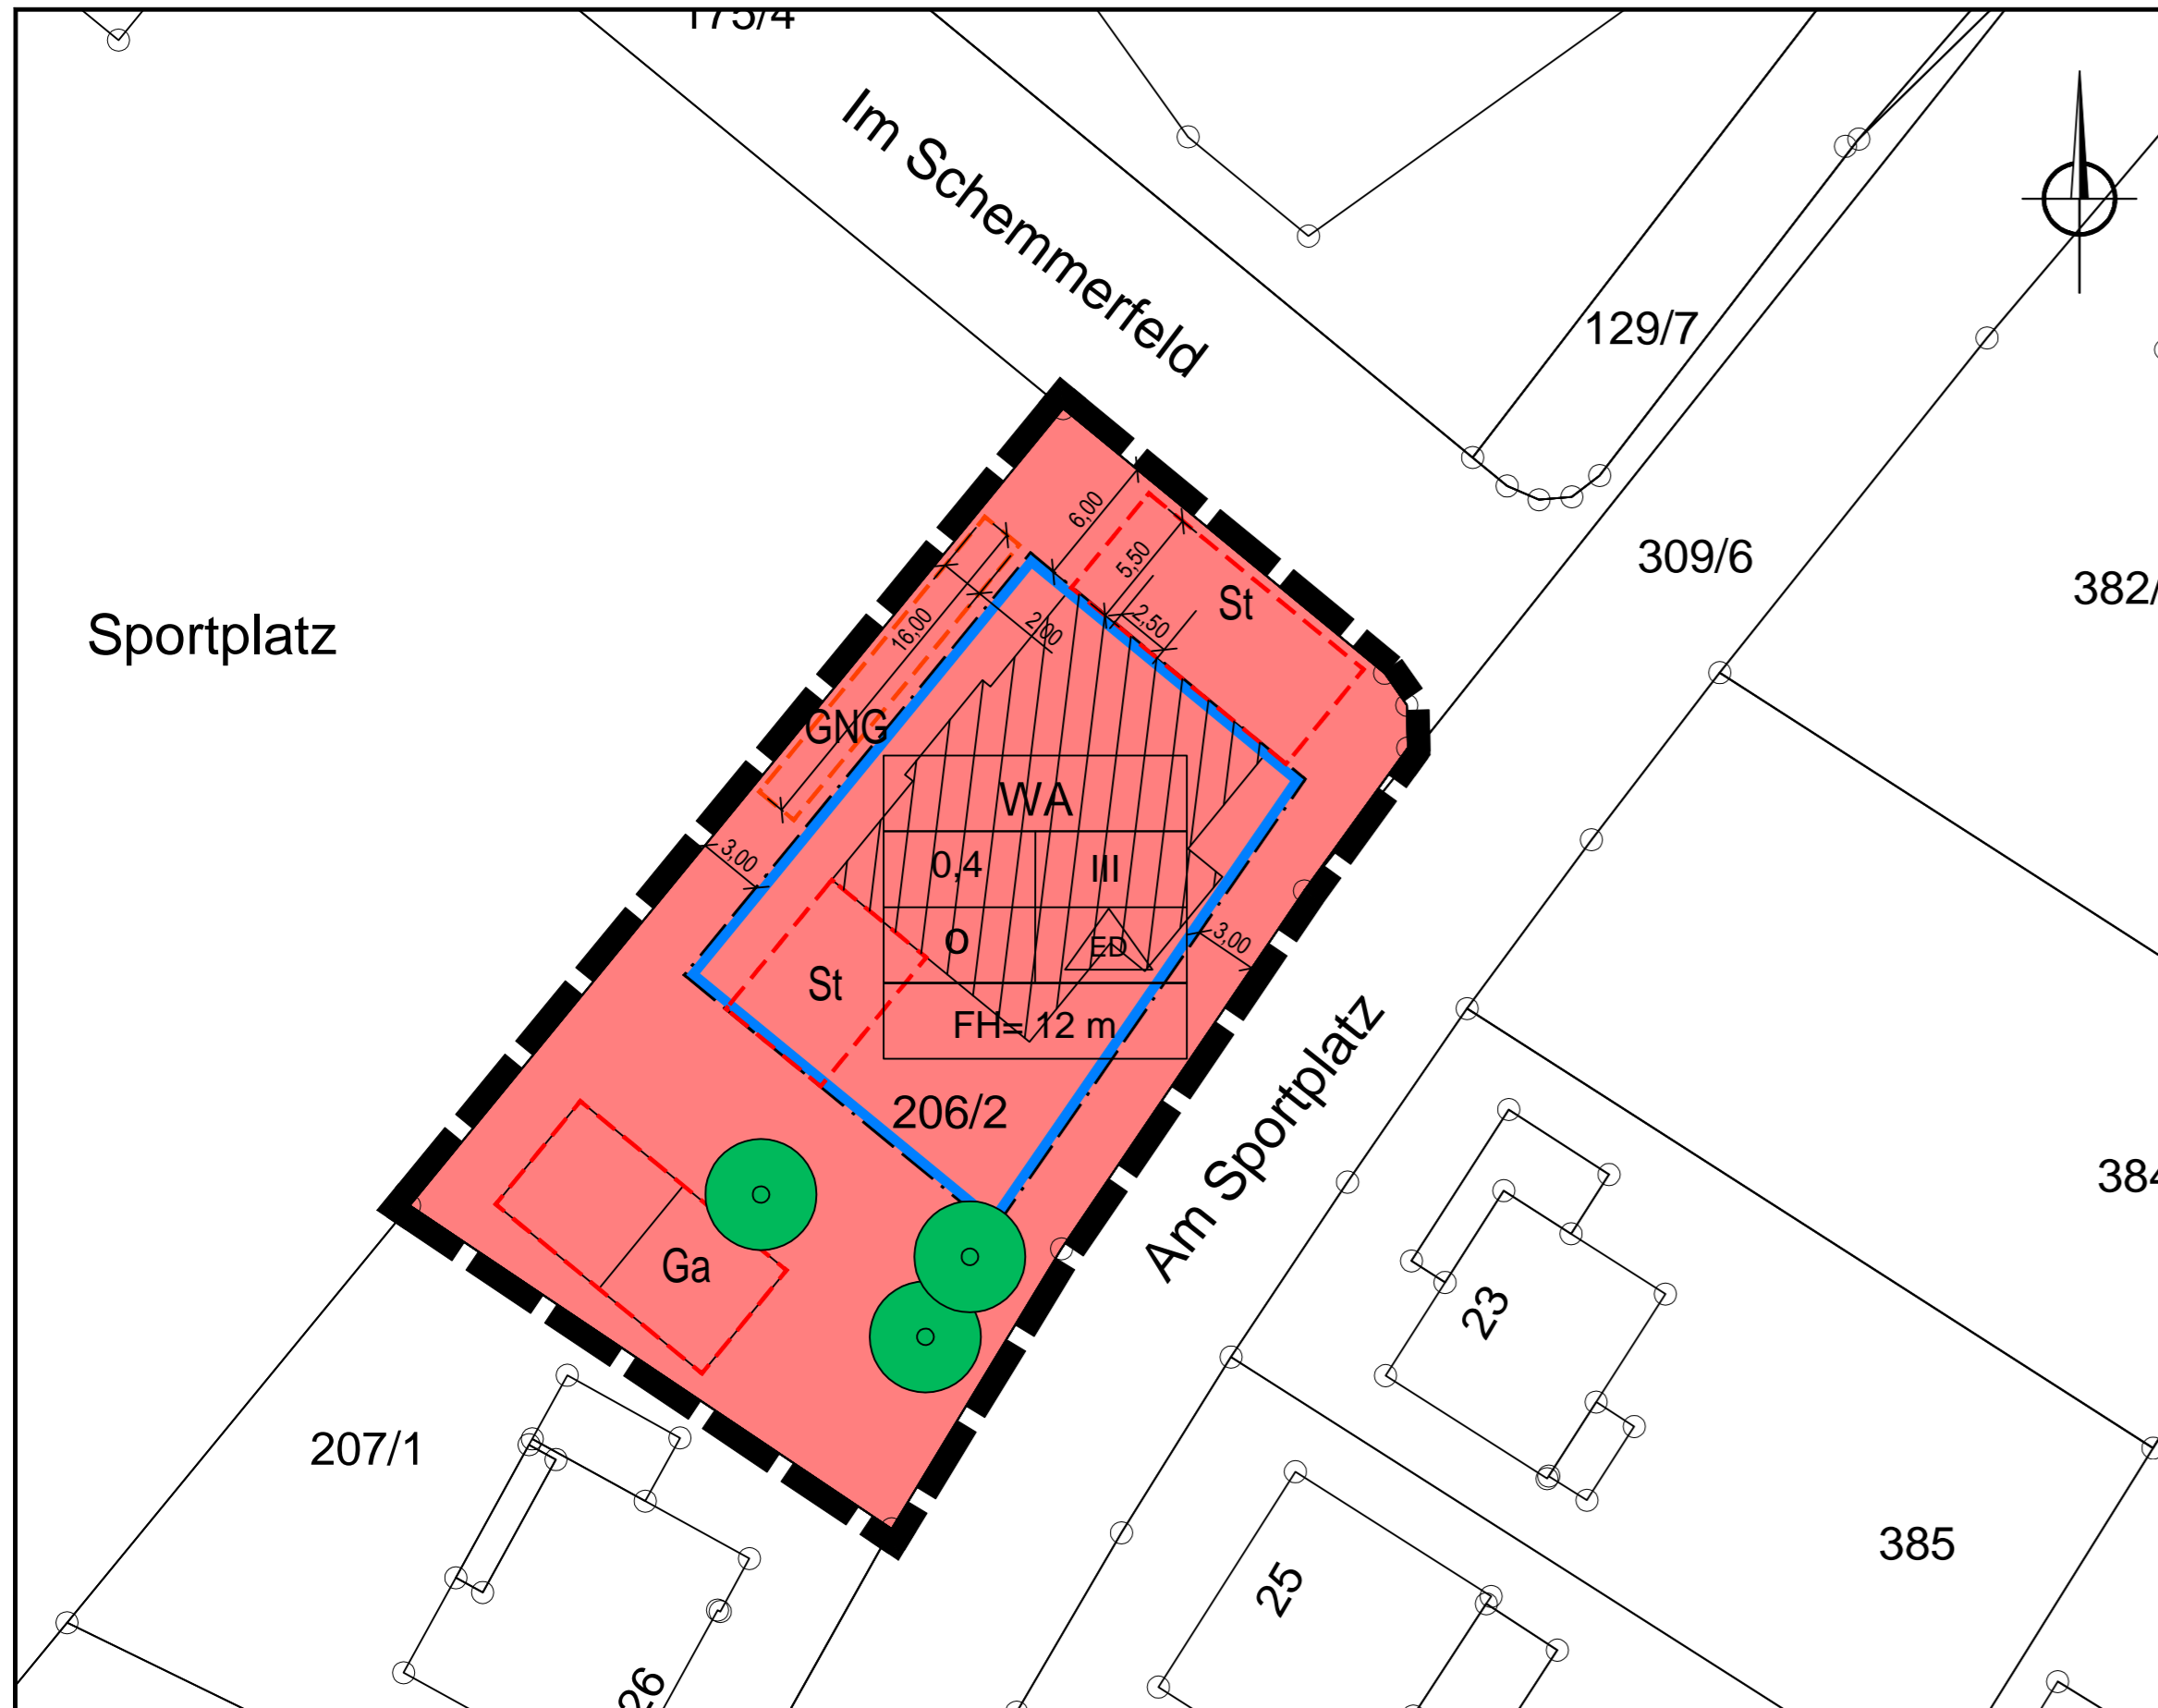 175/4
Im Schemmerfeld
129/7
309/6
382/
Sportplatz
6,00
5,50
St
2,50
2,00
16,00
GNG
WA
3,00
0,4
III
o
ED
3,00
St
FH= 12 m
206/2
Am Sportplatz
384
Ga
23
207/1
385
25
26